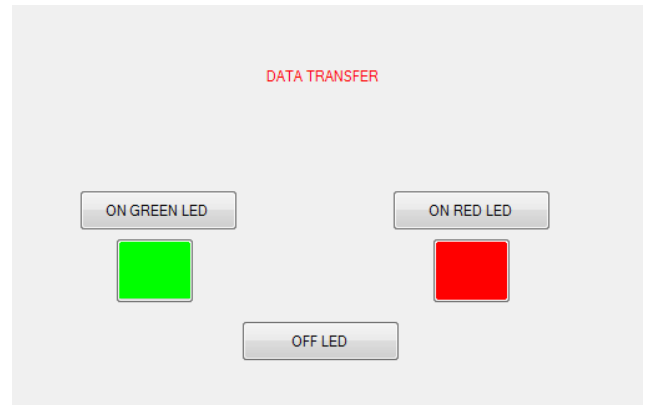 DATA TRANSFER
ON GREEN LED
ON RED LED
OFF LED